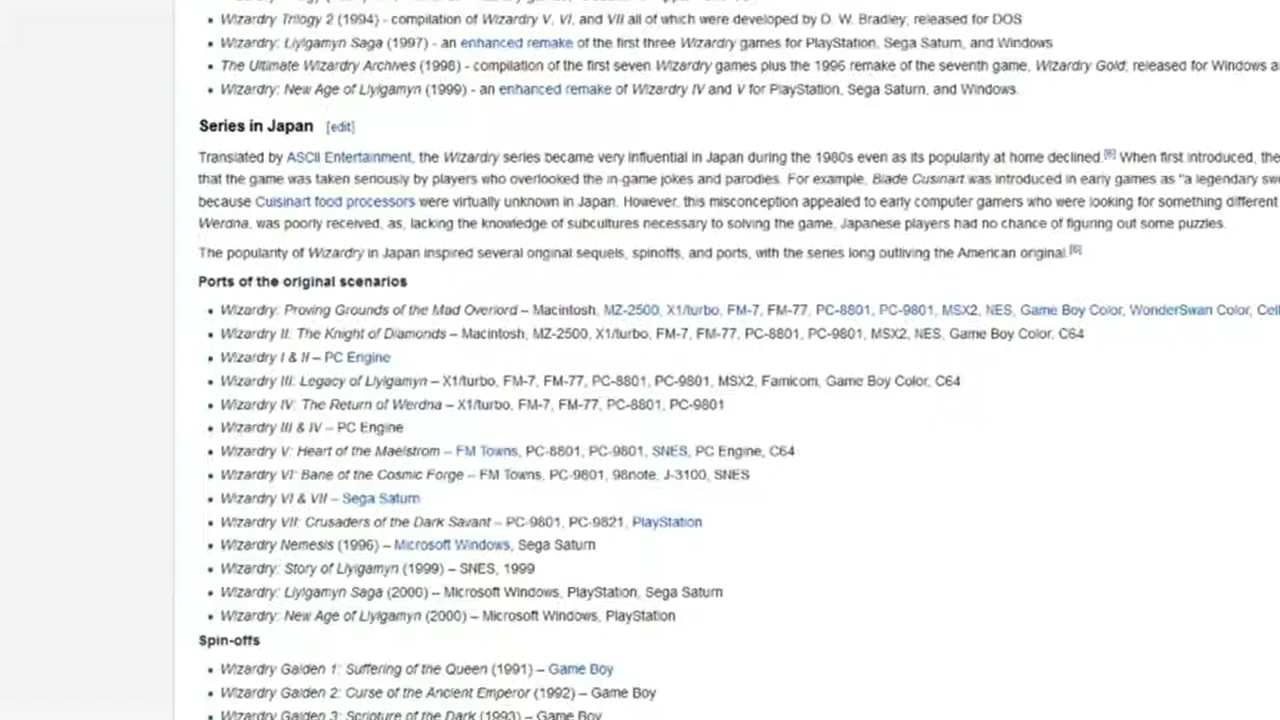 Wizardry Trilogy 2 (1994) - compilation of Wizardry V, VI, and VII all of which were developed by D. W. Bradley; released for DOS
Wizardry: Llylgamyn Saga (1997) - an enhanced remake of the first three Wizardry games for PlayStation, Sega Saturn, and Windows
The Ultimate Wizardry Archives (1998) - compilation of the first seven Wizardry games plus the 1996 remake of the seventh game, Wizardry Gold; released for Windows a
Wizardry: New Age of Llylgamyn (1999) - an enhanced remake of Wizardry IV and V for PlayStation, Sega Saturn, and Windows.
Series in Japan [edit]
Translated by ASCII Entertainment, the Wizardry series became very influential in Japan during the 1980s even as its popularity at home declined.[6] When first introduced, the
that the game was taken seriously by players who overlooked the in-game jokes and parodies. For example, Blade Cusinart was introduced in early games as "a legendary sw
because Cuisinart food processors were virtually unknown in Japan. However, this misconception appealed to early computer gamers who were looking for something different
Werdna, was poorly received, as, lacking the knowledge of subcultures necessary to solving the game, Japanese players had no chance of figuring out some puzzles.
The popularity of Wizardry in Japan inspired several original sequels, spinoffs, and ports, with the series long outliving the American original.[6]
Ports of the original scenarios
Wizardry: Proving Grounds of the Mad Overlord – Macintosh, MZ-2500, X1/turbo, FM-7, FM-77, PC-8801, PC-9801, MSX2, NES, Game Boy Color, WonderSwan Color, Cell
Wizardry II: The Knight of Diamonds – Macintosh, MZ-2500, X1/turbo, FM-7, FM-77, PC-8801, PC-9801, MSX2, NES, Game Boy Color, C64
Wizardry I & II – PC Engine
Wizardry III: Legacy of Llylgamyn – X1/turbo, FM-7, FM-77, PC-8801, PC-9801, MSX2, Famicom, Game Boy Color, C64
Wizardry IV: The Return of Werdna – X1/turbo, FM-7, FM-77, PC-8801, PC-9801
Wizardry III & IV – PC Engine
Wizardry V: Heart of the Maelstrom – FM Towns, PC-8801, PC-9801, SNES, PC Engine, C64
Wizardry VI: Bane of the Cosmic Forge – FM Towns, PC-9801, 98note, J-3100, SNES
Wizardry VI & VII – Sega Saturn
Wizardry VII: Crusaders of the Dark Savant – PC-9801, PC-9821, PlayStation
Wizardry Nemesis (1996) – Microsoft Windows, Sega Saturn
Wizardry: Story of Llylgamyn (1999) – SNES, 1999
Wizardry: Llylgamyn Saga (2000) – Microsoft Windows, PlayStation, Sega Saturn
Wizardry: New Age of Llylgamyn (2000) – Microsoft Windows, PlayStation
Spin-offs
Wizardry Gaiden 1: Suffering of the Queen (1991) – Game Boy
Wizardry Gaiden 2: Curse of the Ancient Emperor (1992) – Game Boy
Wizardry Gaiden 3: Scripture of the Dark (1993) – Game Boy